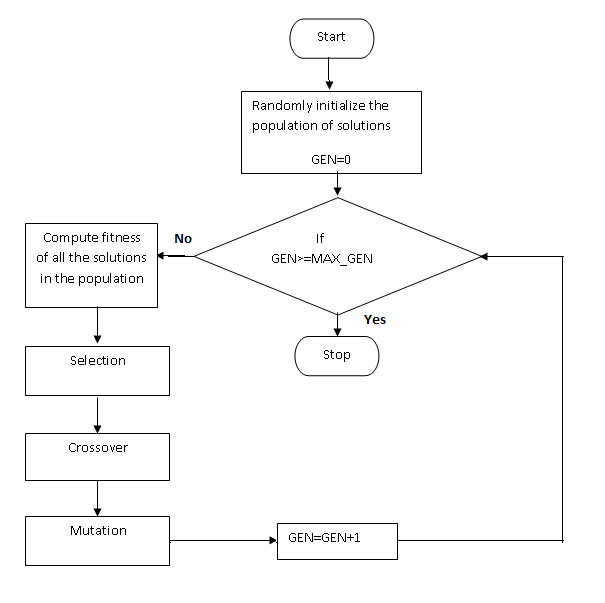 Start
Randomly initialize the
population of solutions
GEN=0
If
GEN>=MAX_GEN
No
Yes
Stop
Compute fitness
of all the solutions
in the population
Selection
Crossover
Mutation
GEN=GEN+1